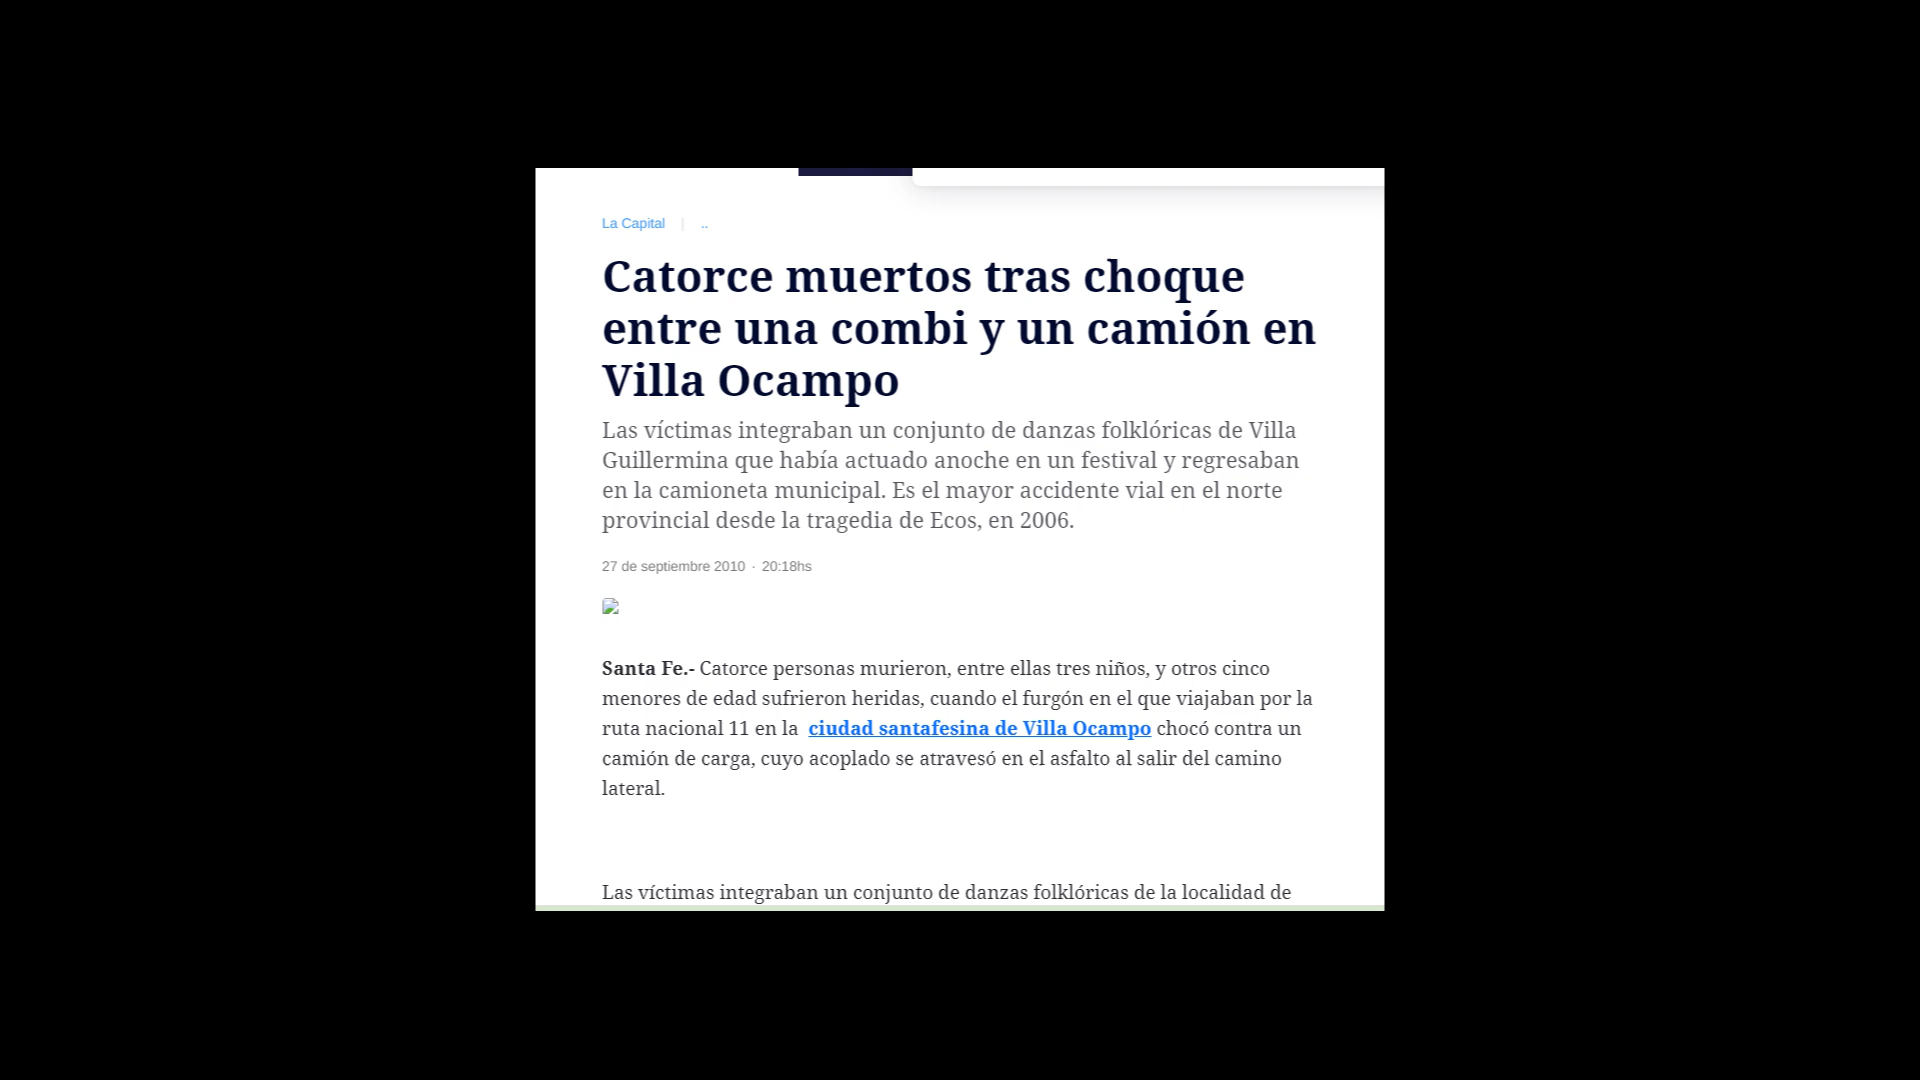 La Capital | ..
Catorce muertos tras choque
entre una combi y un camión en
Villa Ocampo
Las víctimas integraban un conjunto de danzas folklóricas de Villa
Guillermina que había actuado anoche en un festival y regresaban
en la camioneta municipal. Es el mayor accidente vial en el norte
provincial desde la tragedia de Ecos, en 2006.
27 de septiembre 2010 · 20:18hs
Santa Fe.- Catorce personas murieron, entre ellas tres niños, y otros cinco
menores de edad sufrieron heridas, cuando el furgón en el que viajaban por la
ruta nacional 11 en la ciudad santafesina de Villa Ocampo chocó contra un
camión de carga, cuyo acoplado se atravesó en el asfalto al salir del camino
lateral.
Las víctimas integraban un conjunto de danzas folklóricas de la localidad de